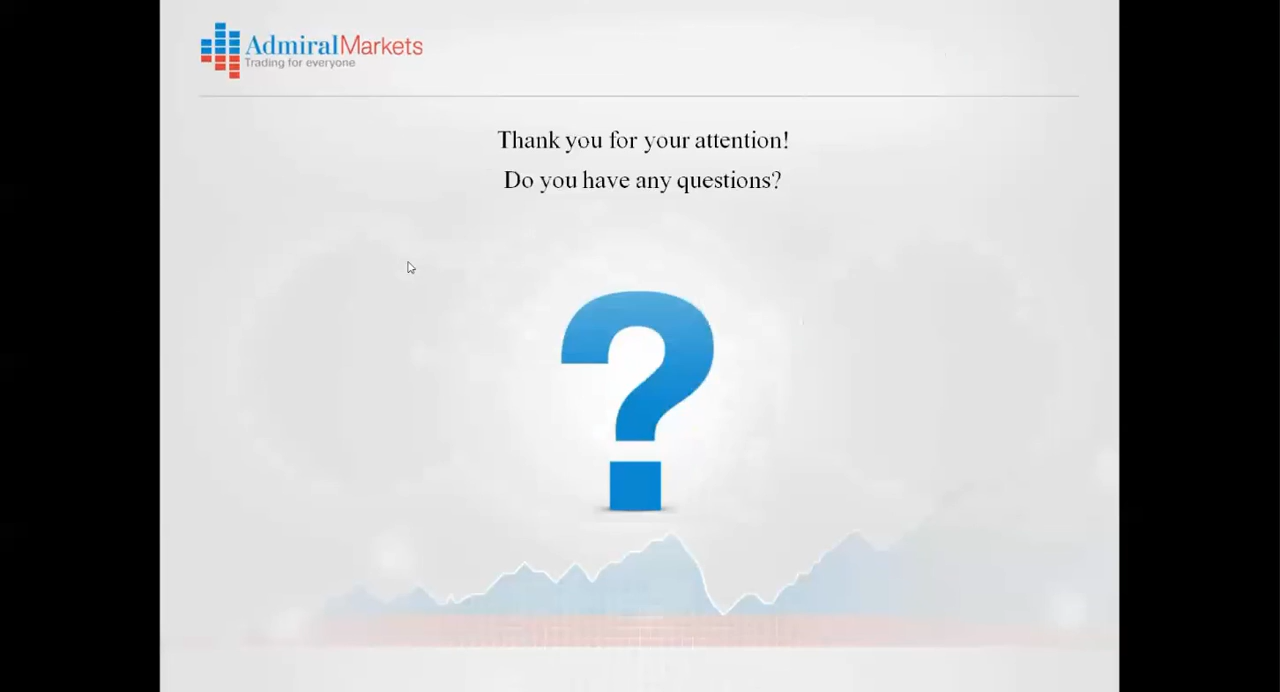 AdmiralMarkets
Trading for everyone
Thank you for your attention!
Do you have any questions?
?